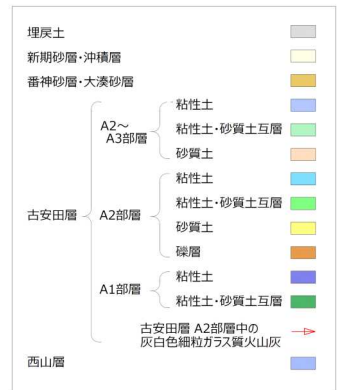 埋戻土
新期砂層・沖積層
番神砂層・大湊砂層
古安田層
A2～
A3部層
粘性土
粘性土・砂質土互層
砂質土
A2部層
粘性土
粘性土・砂質土互層
砂質土
礫層
A1部層
粘性土
粘性土・砂質土互層
古安田層 A2部層中の
灰白色細粒ガラス質火山灰
西山層